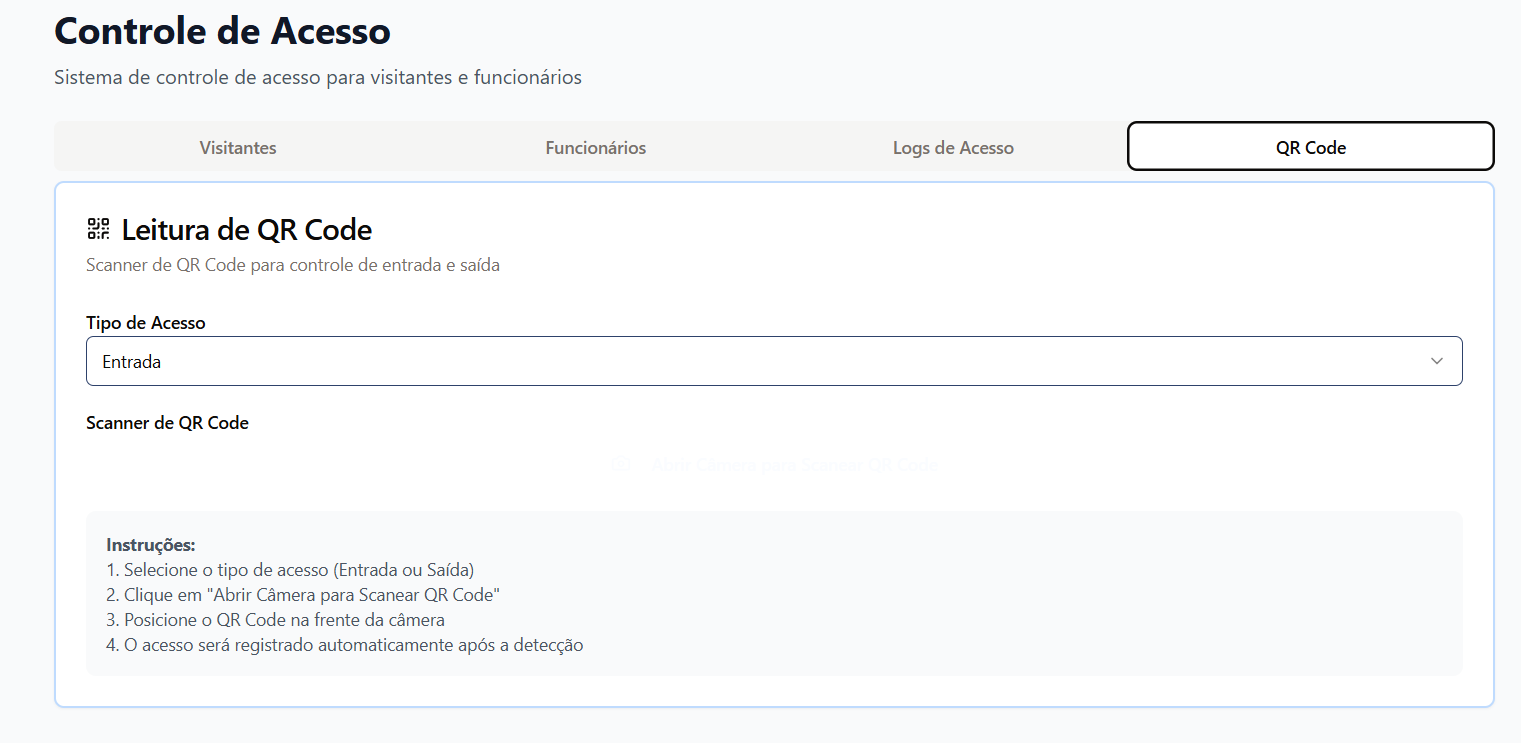 Controle de Acesso
Sistema de controle de acesso para visitantes e funcionários
Visitantes
Funcionários
Logs de Acesso
QR Code
Leitura de QR Code
Scanner de QR Code para controle de entrada e saída
Tipo de Acesso
Entrada
Scanner de QR Code
Abrir Câmera para Scanear QR Code
Instruções:
1. Selecione o tipo de acesso (Entrada ou Saída)
2. Clique em "Abrir Câmera para Scanear QR Code"
3. Posicione o QR Code na frente da câmera
4. O acesso será registrado automaticamente após a detecção